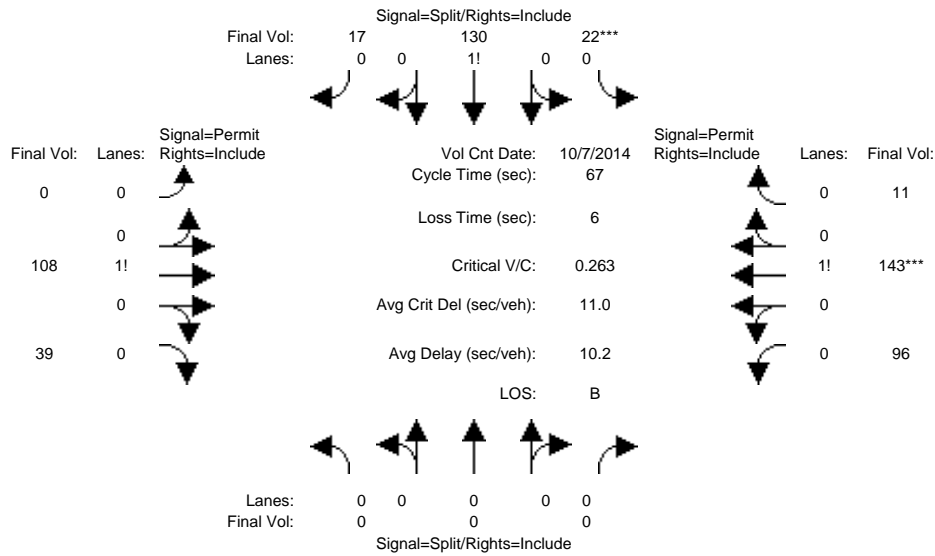 Signal=Split/Rights=Include
Final Vol: 17 130 22***
Lanes: 0 0 1! 0 0
Signal=Permit Signal=Permit
Final Vol: Lanes: Rights=Include Vol Cnt Date: 10/7/2014 Rights=Include Lanes: Final Vol:
0 0 Cycle Time (sec): 67 0 11
0 Loss Time (sec): 6 0
108 1! Critical V/C: 0.263 1! 143***
0 Avg Crit Del (sec/veh): 11.0 0
39 0 Avg Delay (sec/veh): 10.2 0 96
LOS: B
Lanes: 0 0 0 0 0
Final Vol: 0 0 0
Signal=Split/Rights=Include